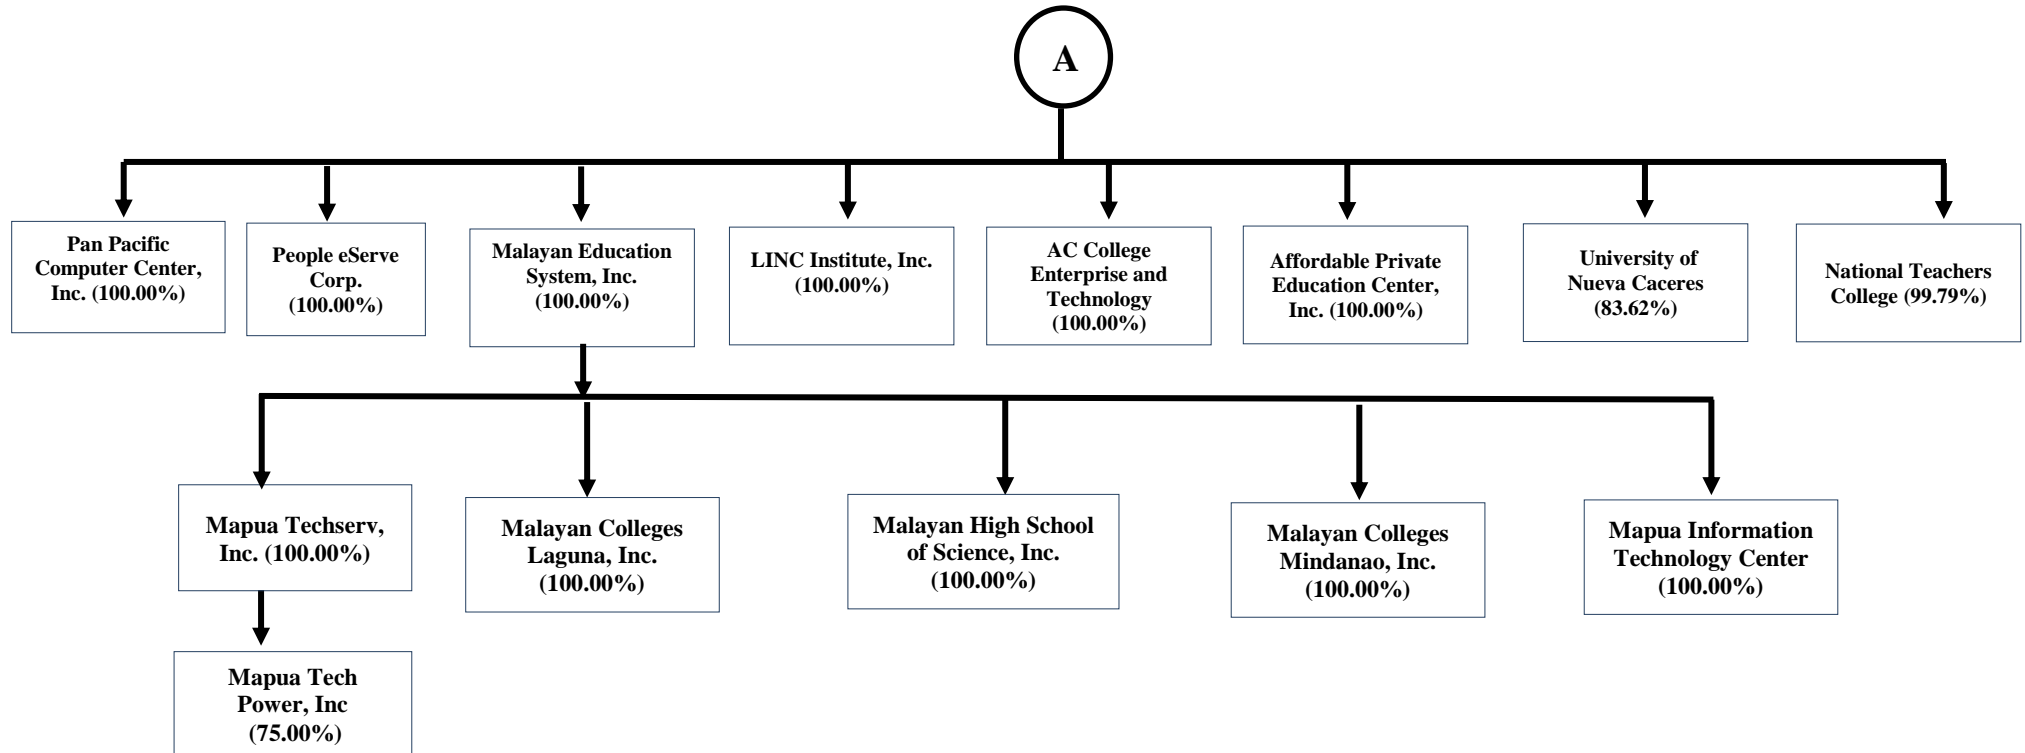 A
Pan Pacific
Computer Center,
Inc. (100.00%)
People eServe
Corp.
(100.00%)
Malayan Education
System, Inc.
(100.00%)
LINC Institute, Inc.
(100.00%)
AC College
Enterprise and
Technology
(100.00%)
Affordable Private
Education Center,
Inc. (100.00%)
University of
Nueva Caceres
(83.62%)
National Teachers
College (99.79%)
Mapua Techserv,
Inc. (100.00%)
Malayan Colleges
Laguna, Inc.
(100.00%)
Malayan High School
of Science, Inc.
(100.00%)
Malayan Colleges
Mindanao, Inc.
(100.00%)
Mapua Information
Technology Center
(100.00%)
Mapua Tech
Power, Inc
(75.00%)